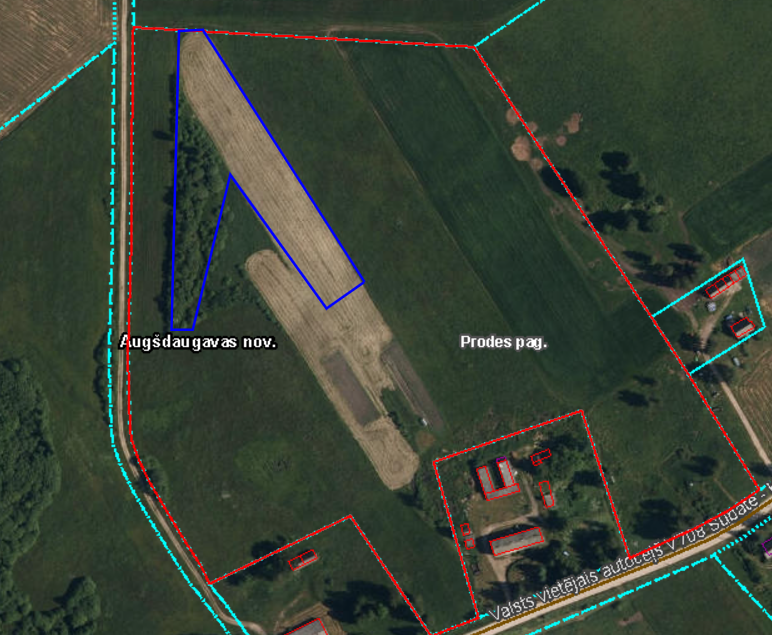 Augšdaugavas nov.
Prodes pag.
Valsts vietējais autoceļš V708 Subate -